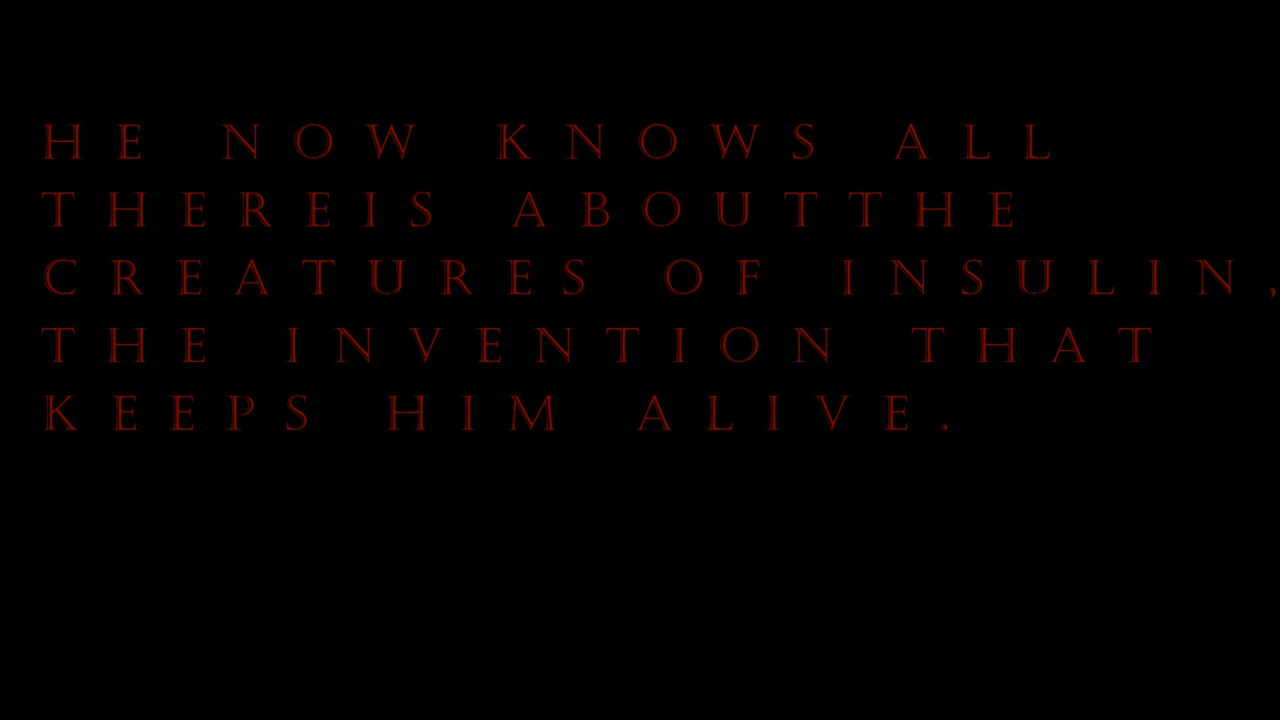 HE NOW KNOWS ALL
THEREIS ABOUTTHE
CREATURES OF INSULIN,
THE INVENTION THAT
KEEPS HIM ALIVE.